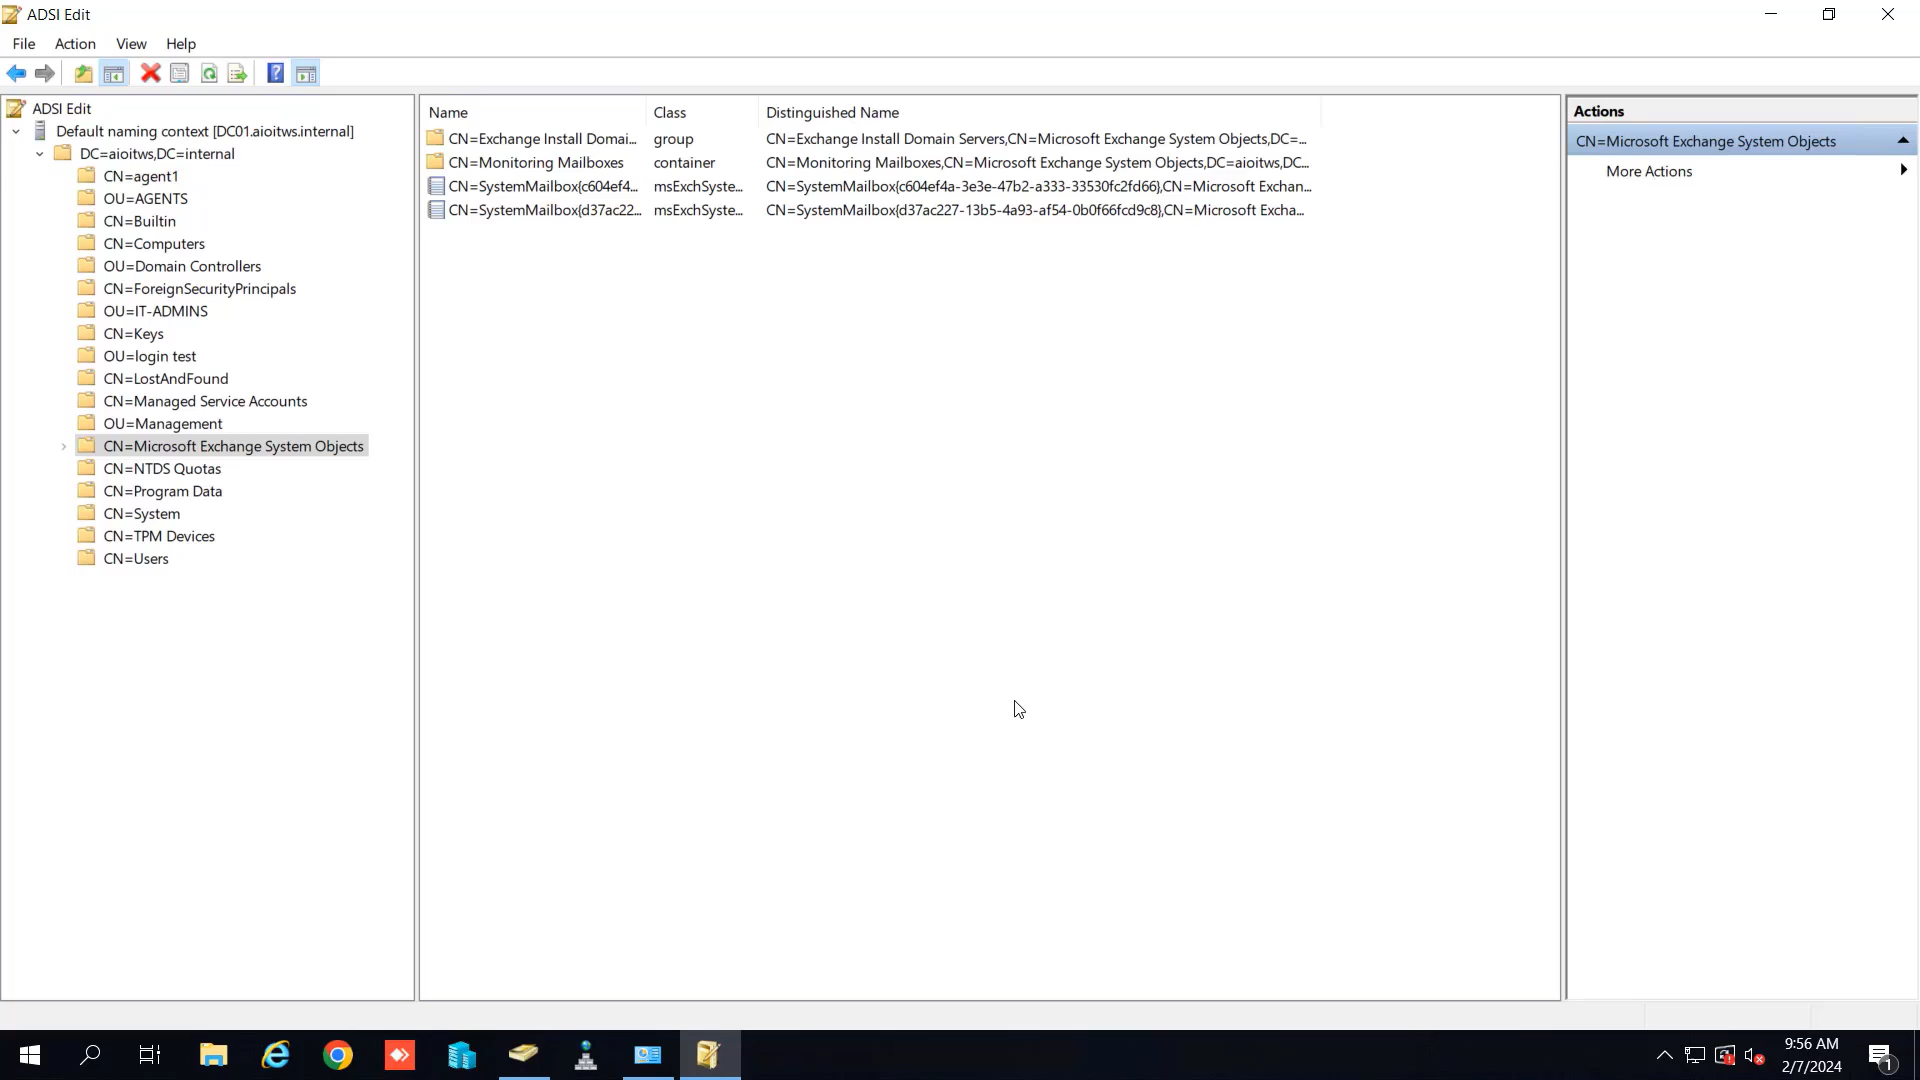 ADSI Edit
File Action View Help
ADSI Edit
Default naming context [DC01.aioitws.internal]
DC=aioitws,DC=internal
CN=agent1
OU=AGENTS
CN=Builtin
CN=Computers
OU=Domain Controllers
CN=ForeignSecurityPrincipals
OU=IT-ADMINS
CN=Keys
OU=login test
CN=LostAndFound
CN=Managed Service Accounts
OU=Management
CN=Microsoft Exchange System Objects
CN=NTDS Quotas
CN=Program Data
CN=System
CN=TPM Devices
CN=Users
Name Class Distinguished Name
CN=Exchange Install Domai... group CN=Exchange Install Domain Servers,CN=Microsoft Exchange System Objects,DC=...
CN=Monitoring Mailboxes container CN=Monitoring Mailboxes,CN=Microsoft Exchange System Objects,DC=aioitws,DC...
CN=SystemMailbox{c604ef4... msExchSyste... CN=SystemMailbox{c604ef4a-3e3e-47b2-a333-33530fc2fd66},CN=Microsoft Exchan...
CN=SystemMailbox{d37ac22... msExchSyste... CN=SystemMailbox{d37ac227-13b5-4a93-af54-0b0f66fcd9c8},CN=Microsoft Excha...
Actions
CN=Microsoft Exchange System Objects
More Actions
9:56 AM
2/7/2024
1